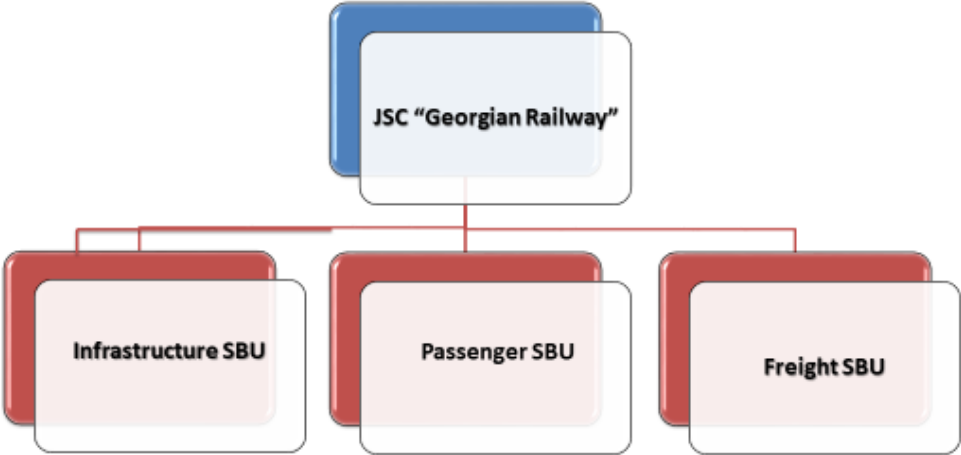 JSC “Georgian Railway”
Infrastructure SBU
Passenger SBU
Freight SBU